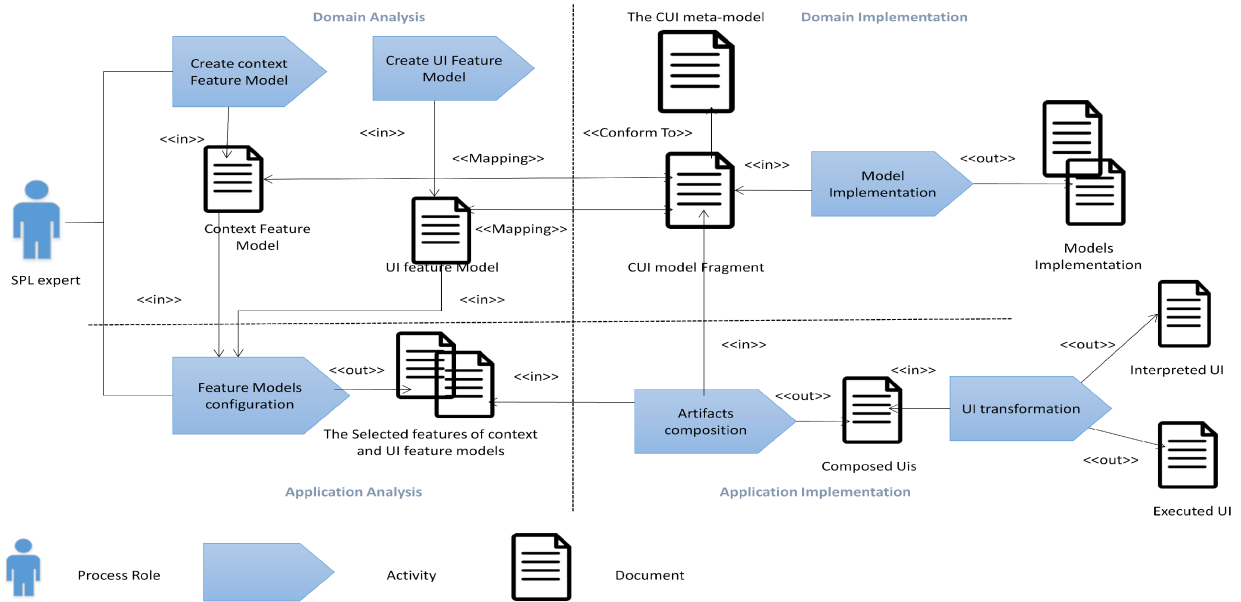 Domain Analysis
The CUI meta-model
Domain Implementation
Create context
Feature Model
Create UI Feature
Model
<<in>>
<<in>>
<<Conform To>>
<<Mapping>>
<<in>>
<<out>>
Model
Implementation
Context Feature
Model
<<Mapping>>
UI feature Model
CUI model Fragment
Models
Implementation
SPL expert
<<in>>
<<in>>
<<in>>
<<out>>
Interpreted UI
Feature Models
configuration
<<out>>
<<in>>
Artifacts
composition
<<out>>
<<in>>
UI transformation
The Selected features of context
and UI feature models
Composed Uis
<<out>>
Executed UI
Application Analysis
Application Implementation
Process Role
Activity
Document